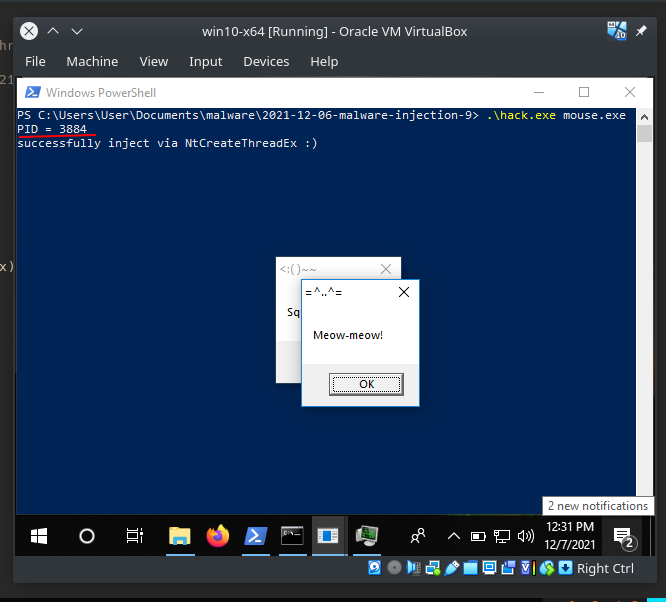 hr
win10-x64 [Running] - Oracle VM VirtualBox
File Machine View Input Devices Help
21
Windows PowerShell
PS C:\Users\User\Documents\malware\2021-12-06-malware-injection-9> .\hack.exe mouse.exe
PID = 3884
successfully inject via NtCreateThreadEx :)
x)
<:( )~~
=^..^=
Sq
Meow-meow!
OK
2 new notifications
12:31 PM
12/7/2021
2
Right Ctrl